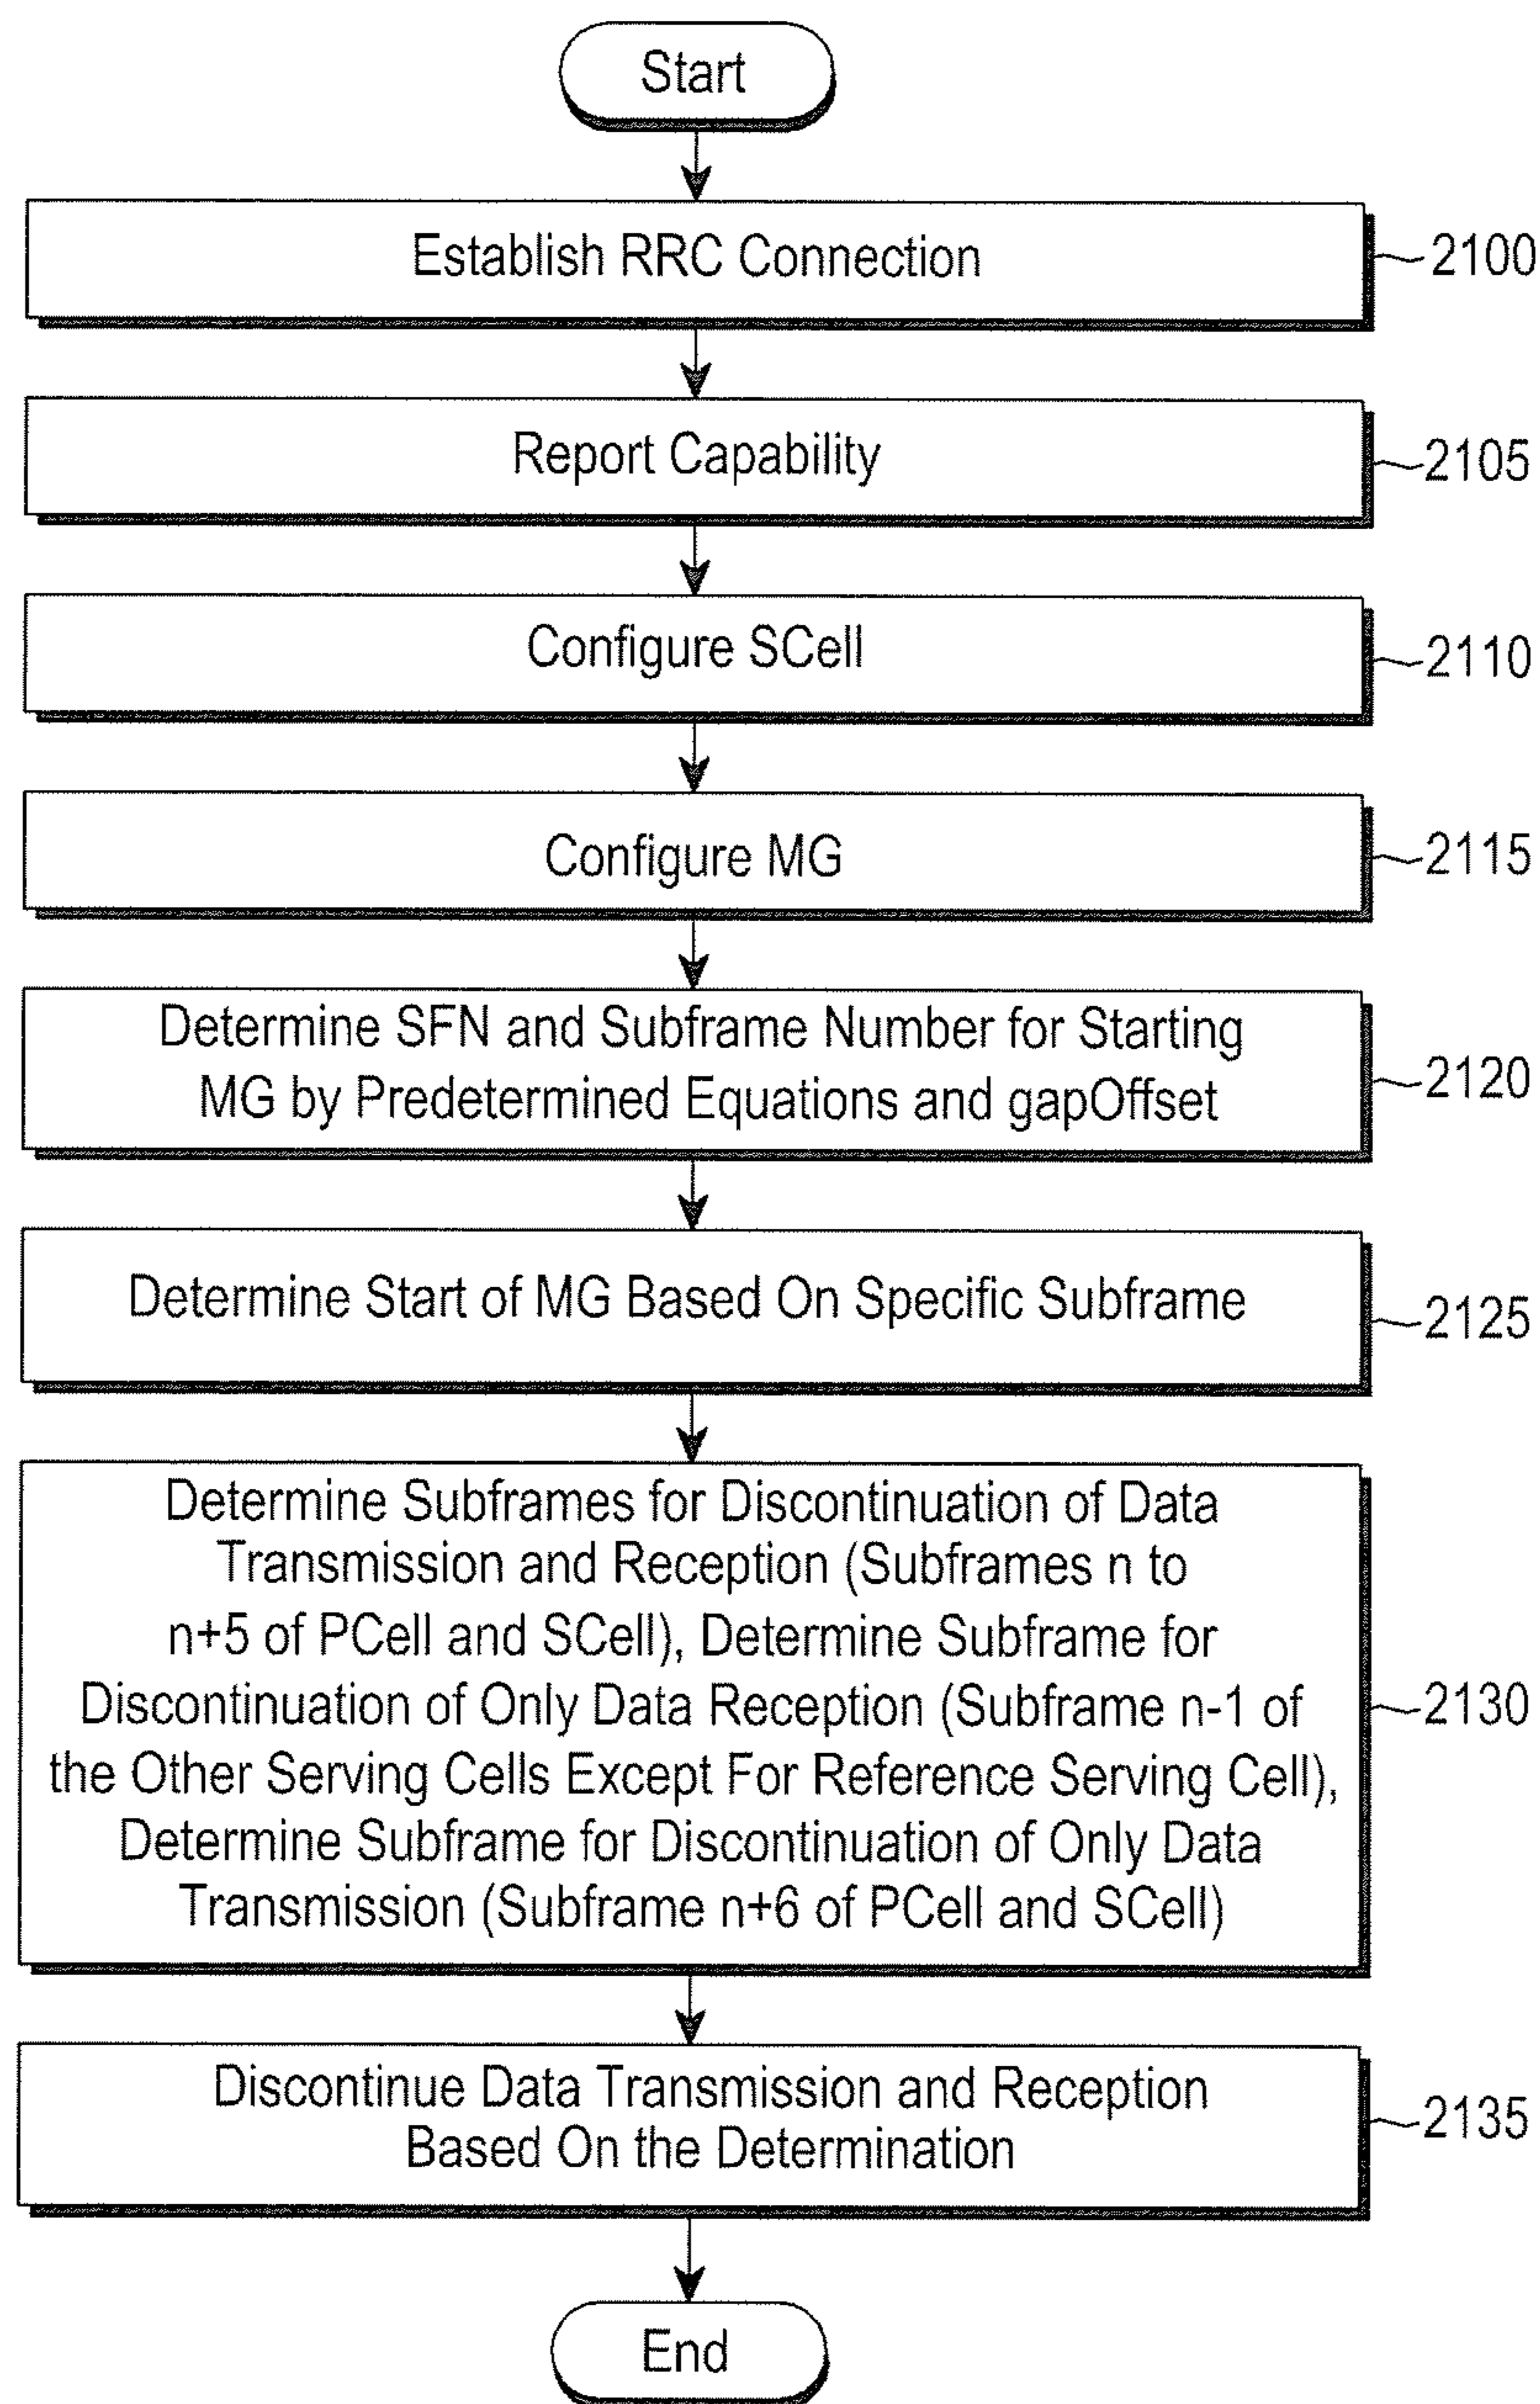 Start
Establish RRC Connection
2100
Report Capability
2105
Configure SCell
2110
Configure MG
2115
Determine SFN and Subframe Number for Starting
MG by Predetermined Equations and gapOffset
2120
Determine Start of MG Based On Specific Subframe
2125
Determine Subframes for Discontinuation of Data
Transmission and Reception (Subframes n to
n+5 of PCell and SCell), Determine Subframe for
Discontinuation of Only Data Reception (Subframe n-1 of
the Other Serving Cells Except For Reference Serving Cell),
Determine Subframe for Discontinuation of Only Data
Transmission (Subframe n+6 of PCell and SCell)
2130
Discontinue Data Transmission and Reception
Based On the Determination
2135
End